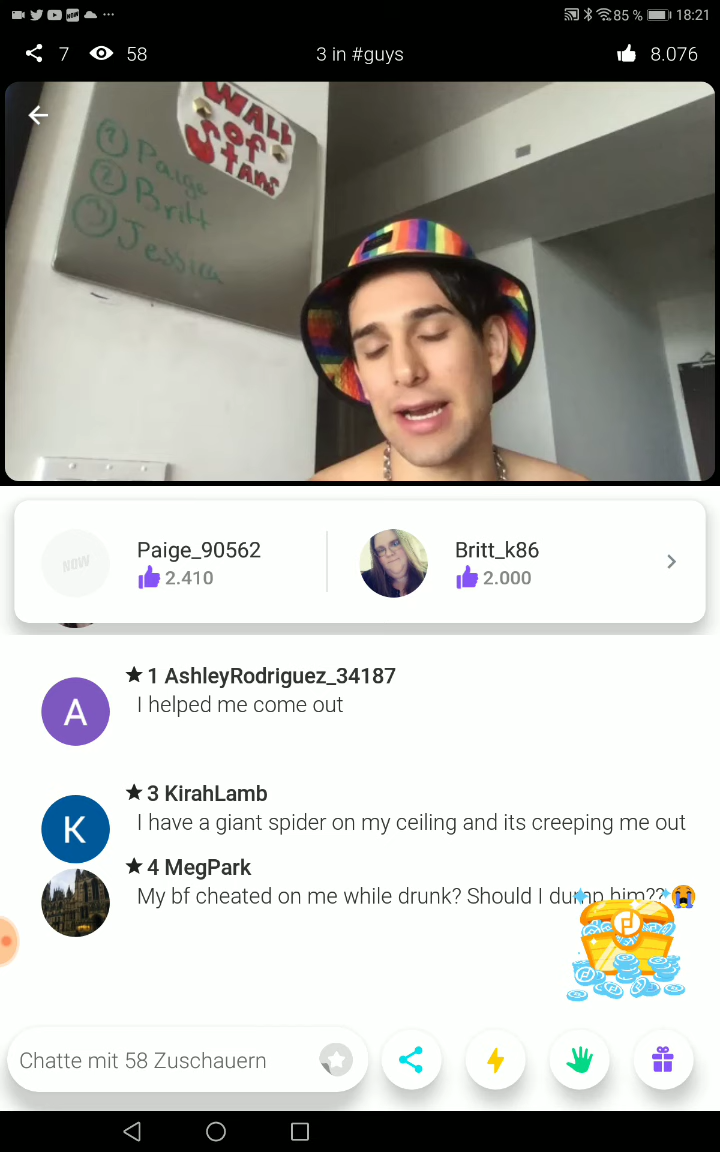 85 % 18:21
7 58 3 in #guys 8.076
WALL
OF
STANS
① Paige
② Britt
③ Jessica
NOW
Paige_90562
2.410
Britt_k86
2.000
A
★ 1 AshleyRodriguez_34187
I helped me come out
K
★ 3 KirahLamb
I have a giant spider on my ceiling and its creeping me out
★ 4 MegPark
My bf cheated on me while drunk? Should I dump him?? 😭
Chatte mit 58 Zuschauern